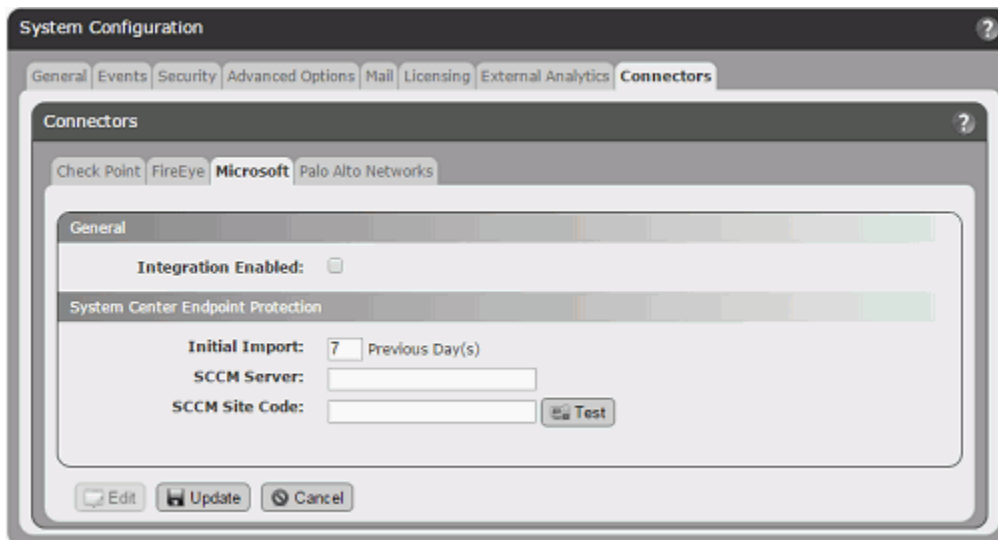 System Configuration ?
General Events Security Advanced Options Mail Licensing External Analytics Connectors
Connectors ?
Check Point FireEye Microsoft Palo Alto Networks
General
Integration Enabled:
System Center Endpoint Protection
Initial Import: 7 Previous Day(s)
SCCM Server:
SCCM Site Code: Test
Edit Update Cancel